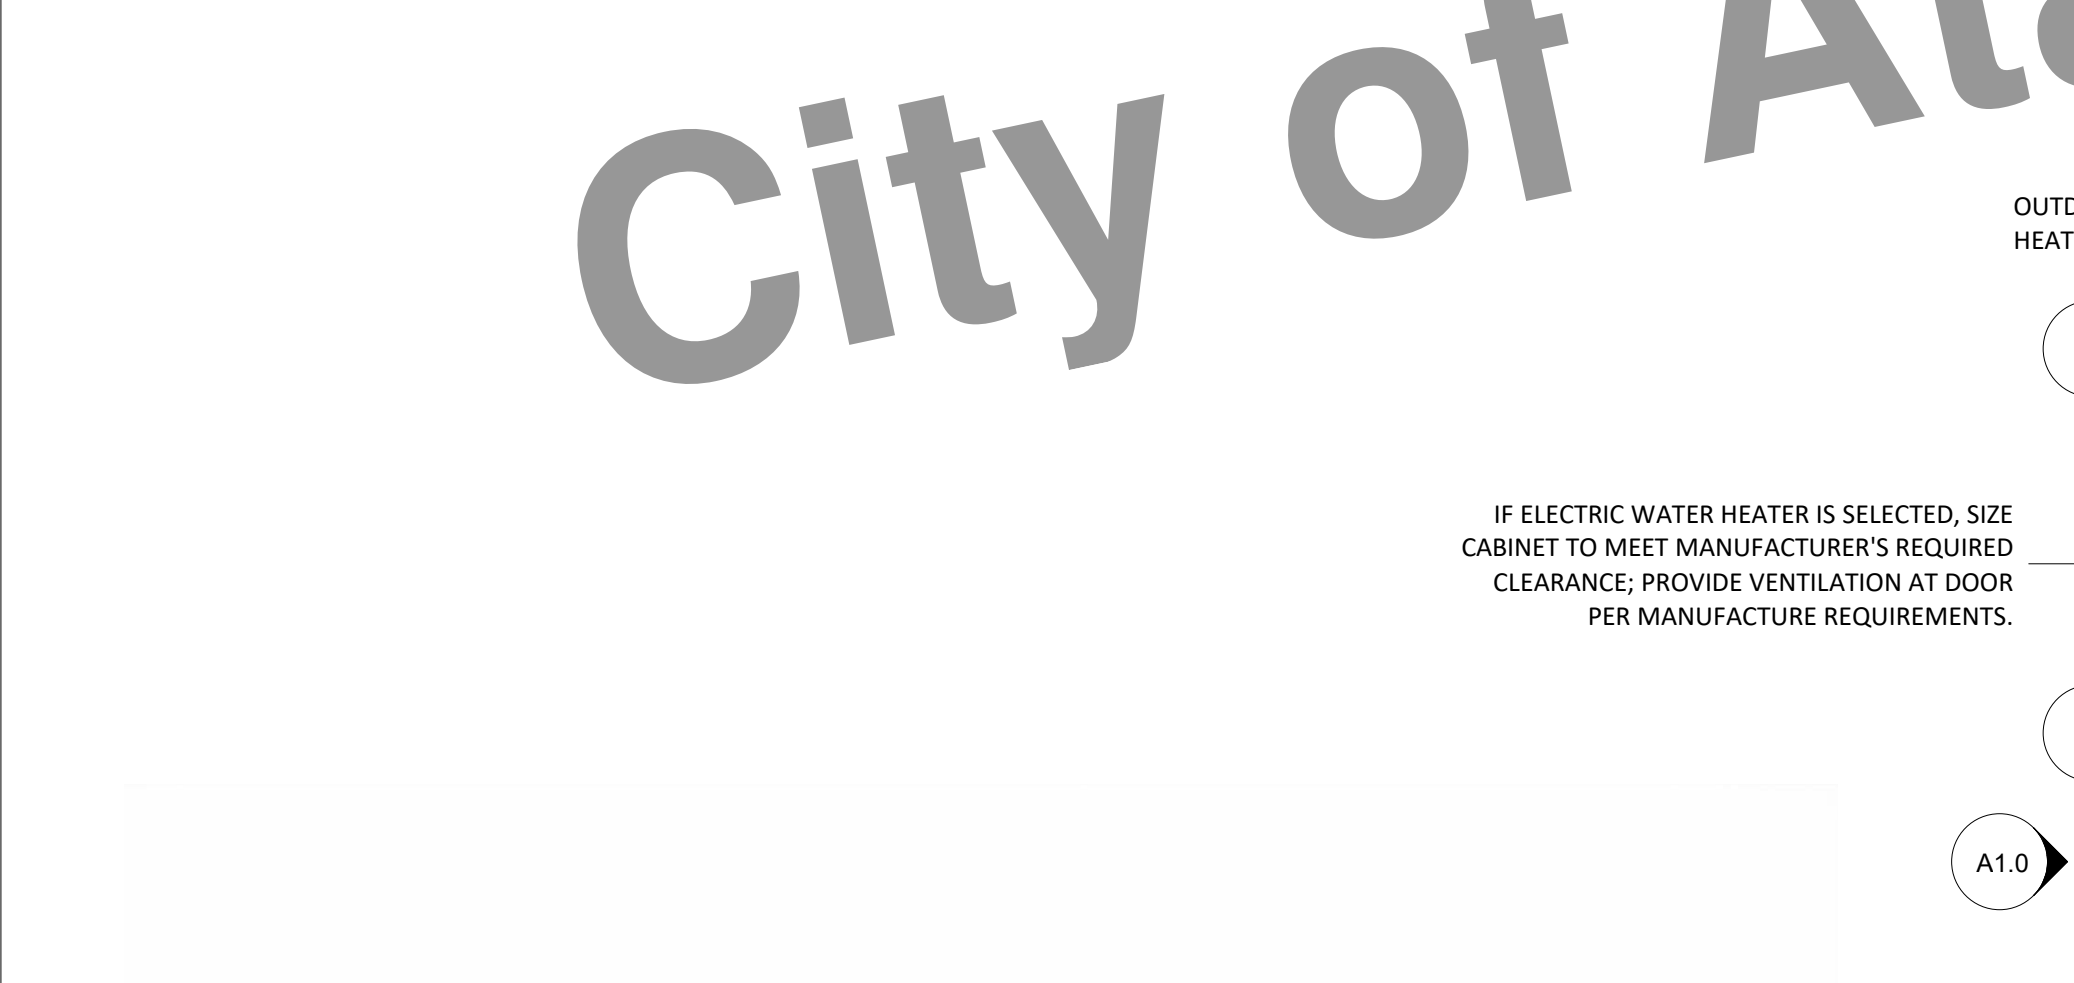 City of
OUTD
HEAT
IF ELECTRIC WATER HEATER IS SELECTED, SIZE
CABINET TO MEET MANUFACTURER'S REQUIRED
CLEARANCE; PROVIDE VENTILATION AT DOOR
PER MANUFACTURE REQUIREMENTS.
A1.0